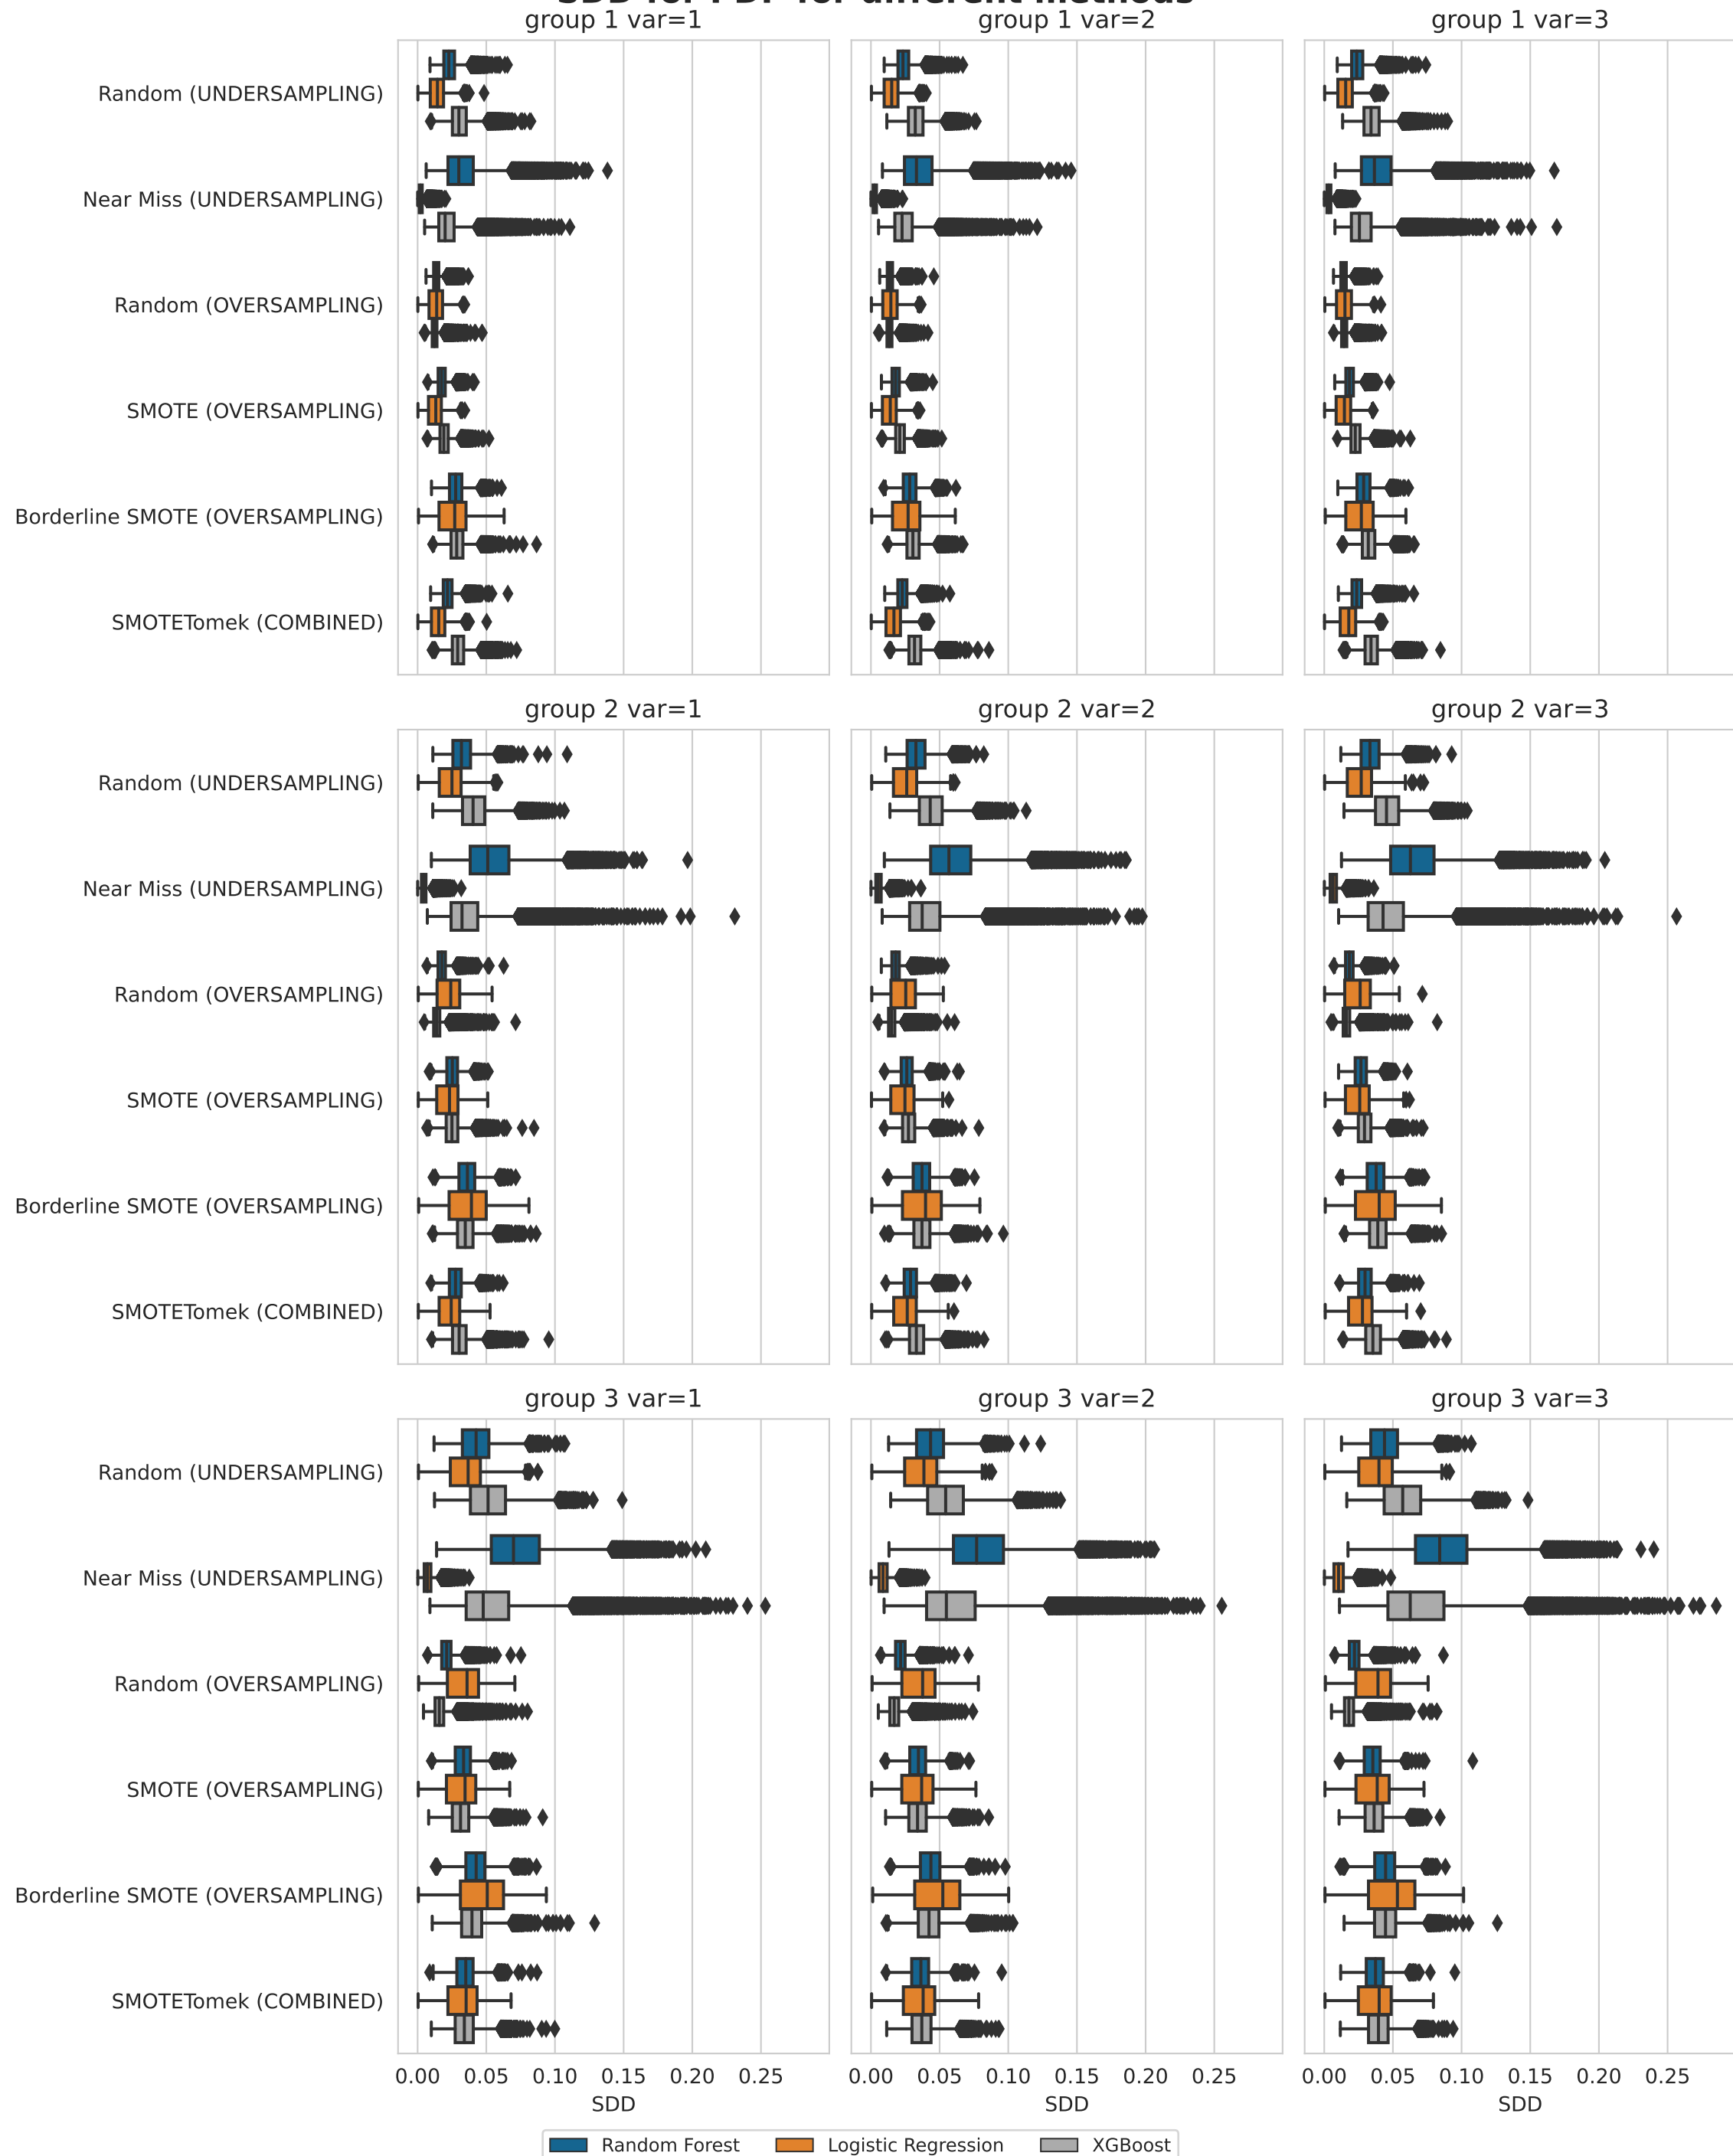 SDD for PDP for different methods
group 1 var=1
group 1 var=2
group 1 var=3
Random (UNDERSAMPLING)
Near Miss (UNDERSAMPLING)
Random (OVERSAMPLING)
SMOTE (OVERSAMPLING)
Borderline SMOTE (OVERSAMPLING)
SMOTETomek (COMBINED)
group 2 var=1
group 2 var=2
group 2 var=3
Random (UNDERSAMPLING)
Near Miss (UNDERSAMPLING)
Random (OVERSAMPLING)
SMOTE (OVERSAMPLING)
Borderline SMOTE (OVERSAMPLING)
SMOTETomek (COMBINED)
group 3 var=1
group 3 var=2
group 3 var=3
Random (UNDERSAMPLING)
Near Miss (UNDERSAMPLING)
Random (OVERSAMPLING)
SMOTE (OVERSAMPLING)
Borderline SMOTE (OVERSAMPLING)
SMOTETomek (COMBINED)
0.00 0.05 0.10 0.15 0.20 0.25
0.00 0.05 0.10 0.15 0.20 0.25
0.00 0.05 0.10 0.15 0.20 0.25
SDD
SDD
SDD
Random Forest
Logistic Regression
XGBoost